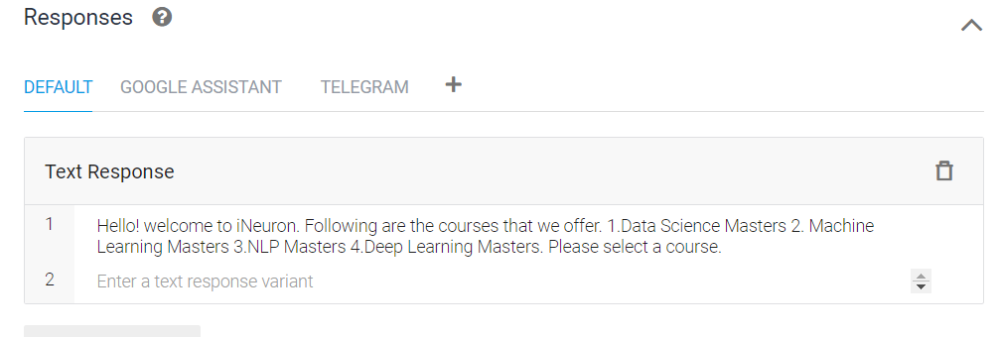 Responses
DEFAULT GOOGLE ASSISTANT TELEGRAM +
Text Response
1 Hello! welcome to iNeuron. Following are the courses that we offer. 1.Data Science Masters 2. Machine
Learning Masters 3.NLP Masters 4.Deep Learning Masters. Please select a course.
2 Enter a text response variant